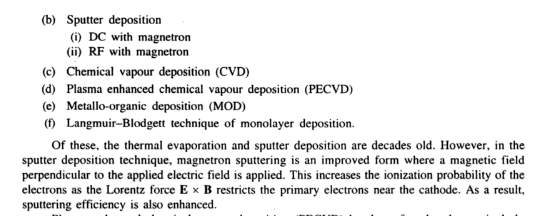 (b) Sputter deposition
(i) DC with magnetron
(ii) RF with magnetron
(c) Chemical vapour deposition (CVD)
(d) Plasma enhanced chemical vapour deposition (PECVD)
(e) Metallo-organic deposition (MOD)
(f) Langmuir–Blodgett technique of monolayer deposition.
Of these, the thermal evaporation and sputter deposition are decades old. However, in the
sputter deposition technique, magnetron sputtering is an improved form where a magnetic field
perpendicular to the applied electric field is applied. This increases the ionization probability of the
electrons as the Lorentz force E × B restricts the primary electrons near the cathode. As a result,
sputtering efficiency is also enhanced.